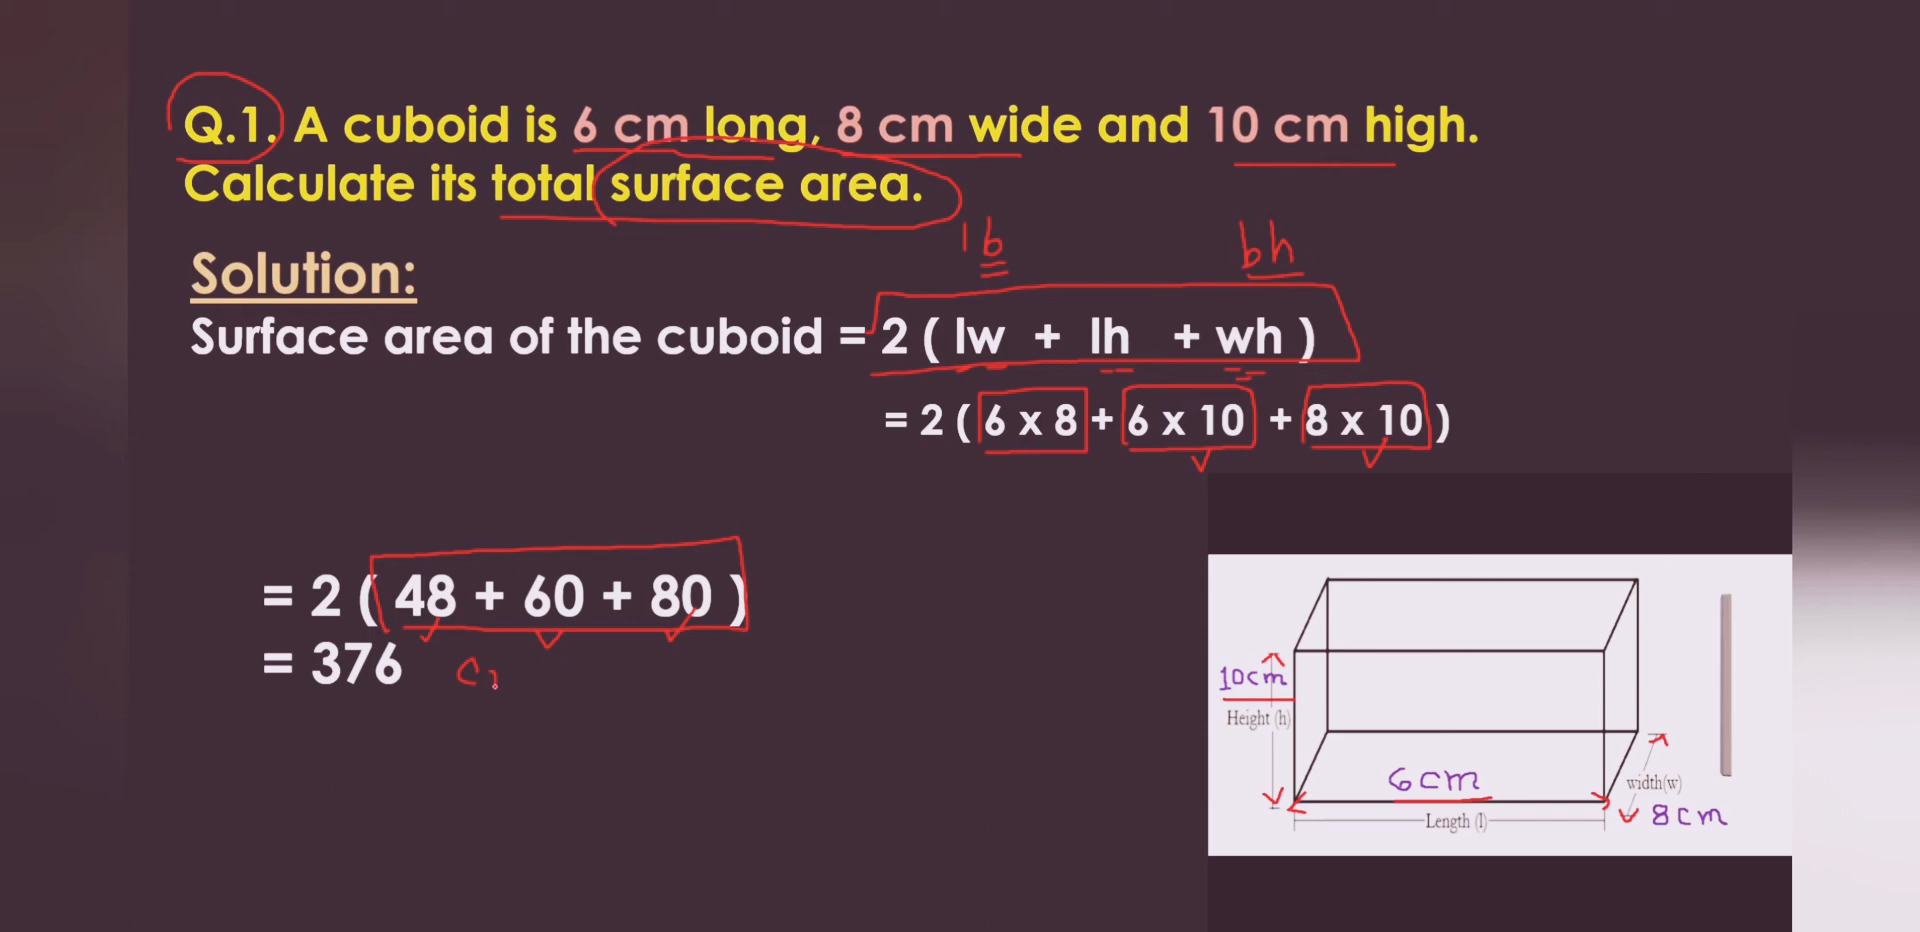 Q.1. A cuboid is 6 cm long, 8 cm wide and 10 cm high.
Calculate its total surface area.
lb bh
Solution:
Surface area of the cuboid = 2 ( lw + lh + wh )
= 2 ( 6 x 8 + 6 x 10 + 8 x 10 )
= 2 ( 48 + 60 + 80 )
= 376
10cm
Height (h)
6cm
width(w)
8cm
Length (l)